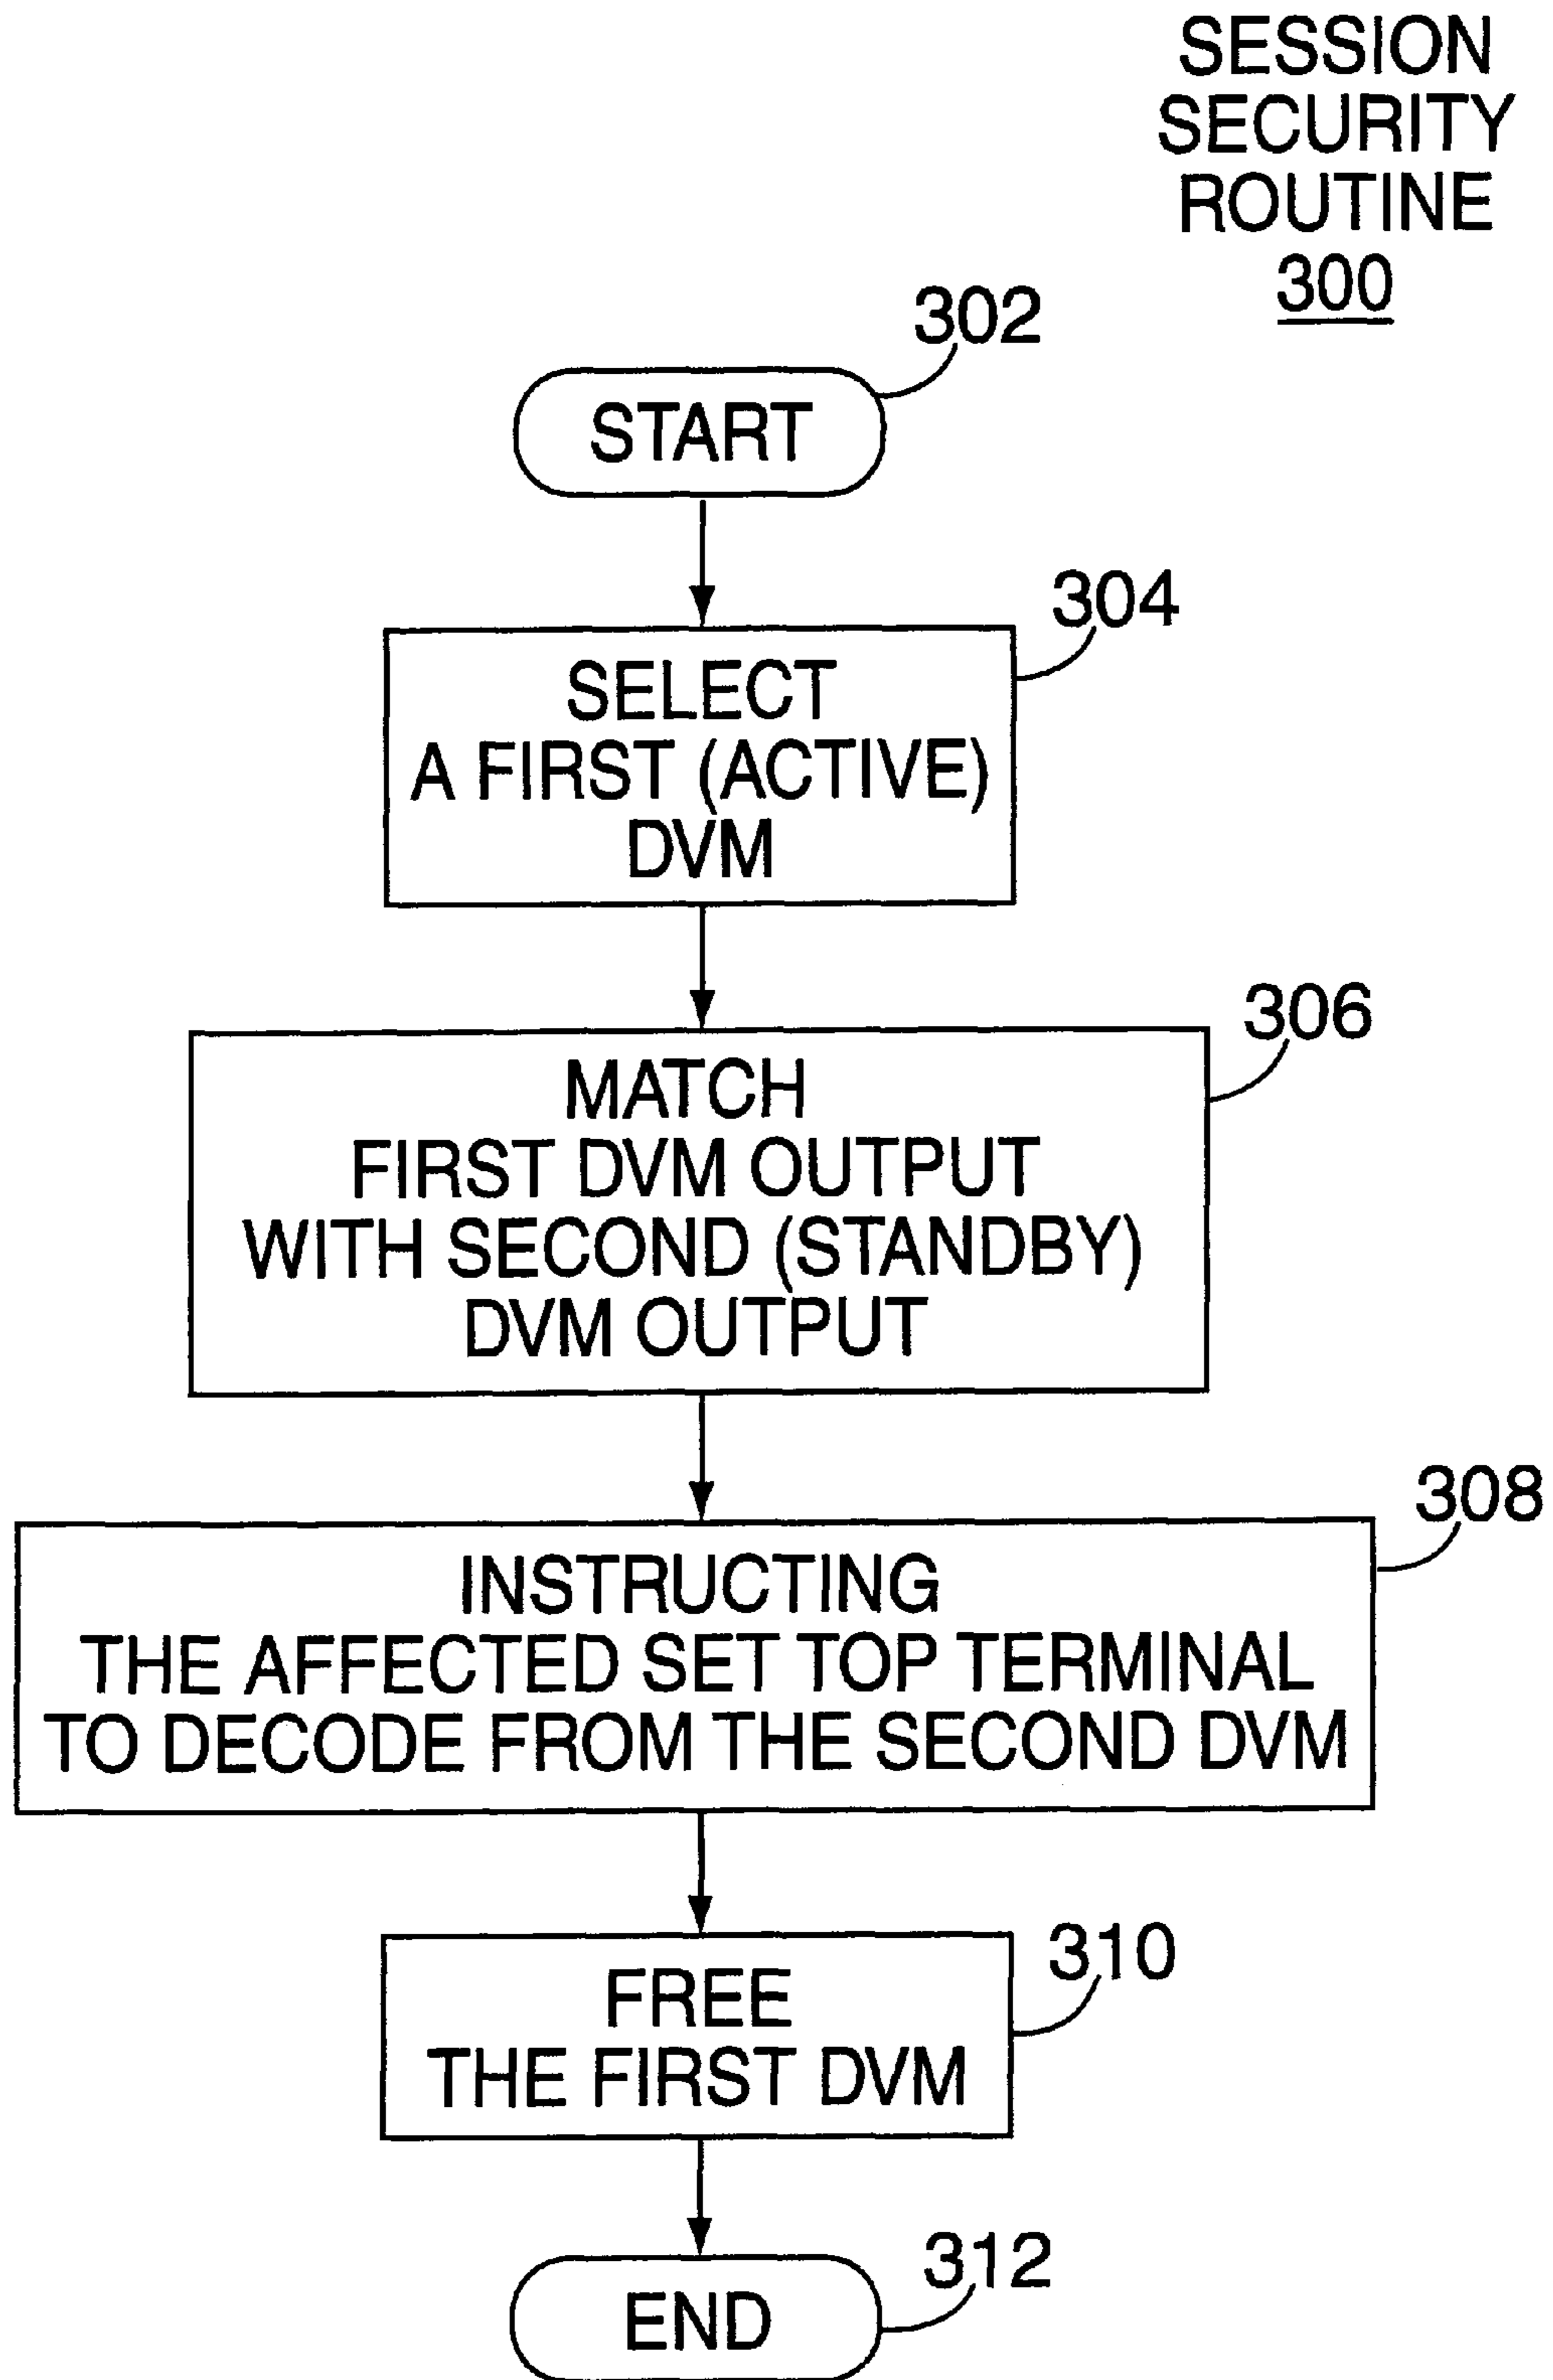 SESSION
SECURITY
ROUTINE
300
302
START
304
SELECT
A FIRST (ACTIVE)
DVM
306
MATCH
FIRST DVM OUTPUT
WITH SECOND (STANDBY)
DVM OUTPUT
308
INSTRUCTING
THE AFFECTED SET TOP TERMINAL
TO DECODE FROM THE SECOND DVM
310
FREE
THE FIRST DVM
312
END